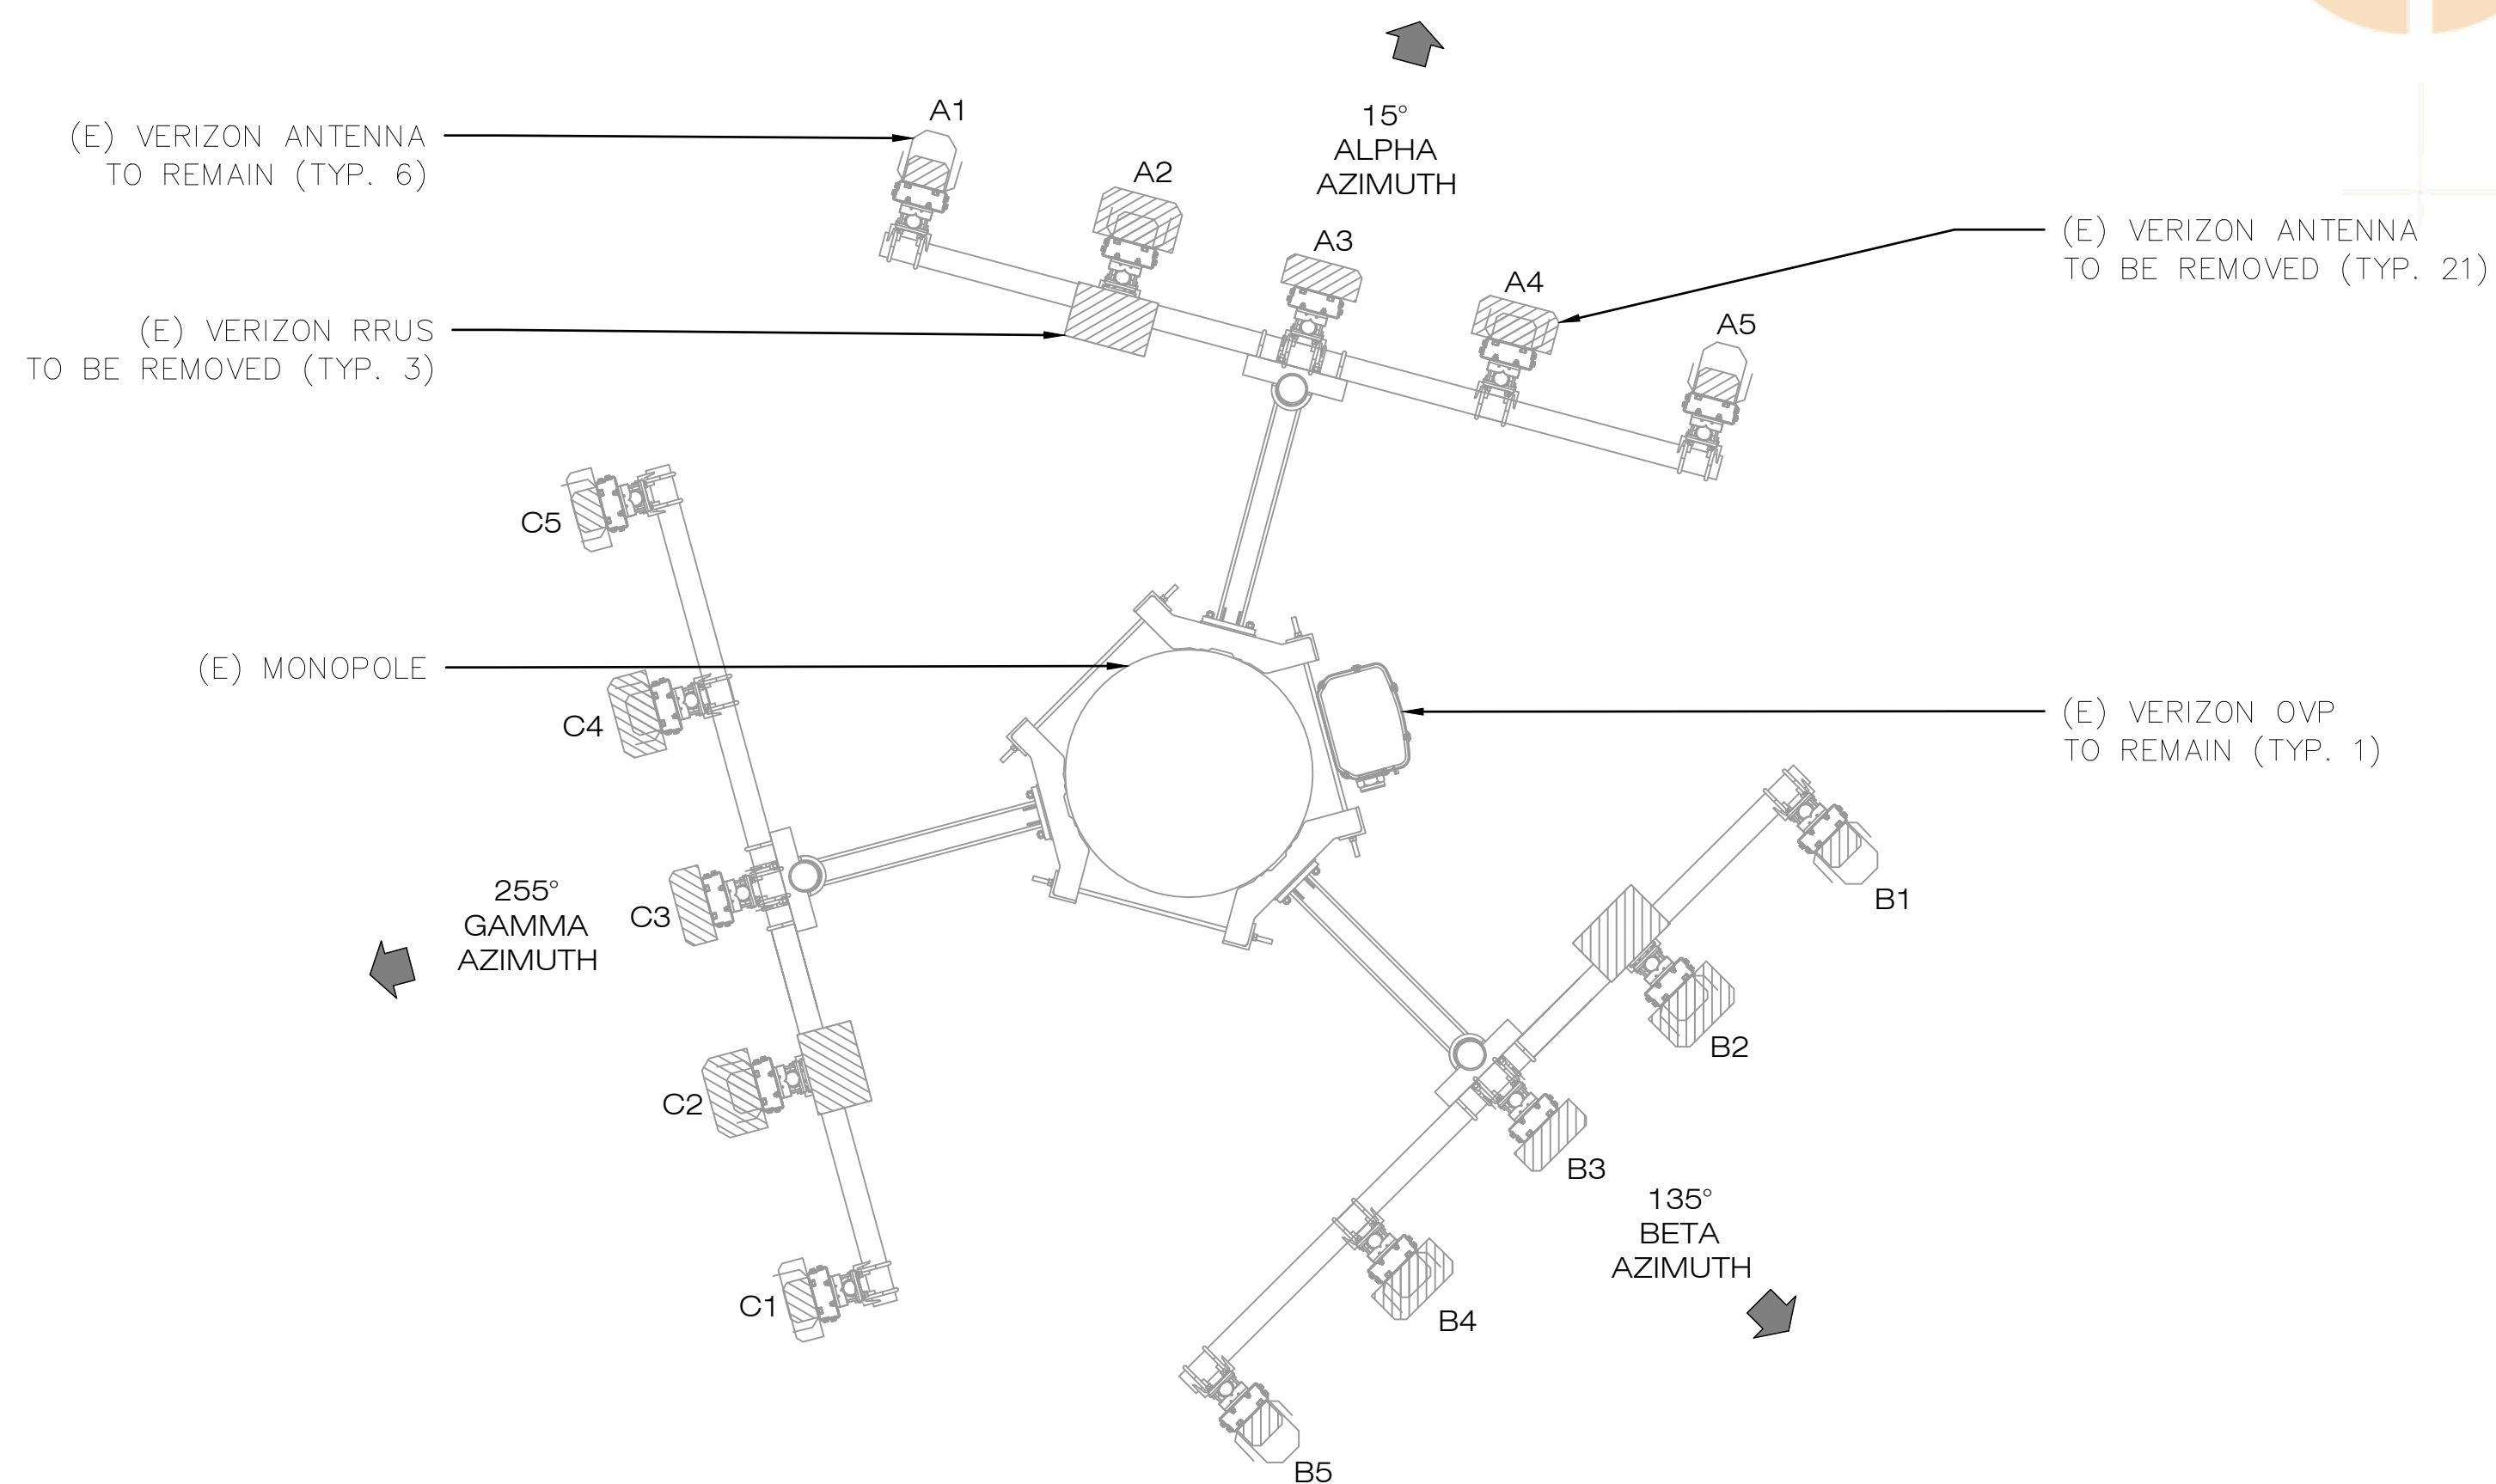 A1
(E) VERIZON ANTENNA
TO REMAIN (TYP. 6)
15°
ALPHA
AZIMUTH
A2
A3
(E) VERIZON ANTENNA
TO BE REMOVED (TYP. 21)
A4
A5
(E) VERIZON RRUS
TO BE REMOVED (TYP. 3)
C5
(E) MONOPOLE
C4
(E) VERIZON OVP
TO REMAIN (TYP. 1)
255°
GAMMA
AZIMUTH
C3
B1
B2
C2
B3
135°
BETA
AZIMUTH
C1
B4
B5